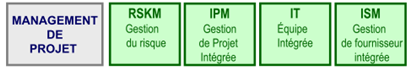 MANAGEMENT
DE
PROJET
RSKM
Gestion
du risque
IPM
Gestion
de Projet
Intégrée
IT
Équipe
Intégrée
ISM
Gestion
de fournisseur
intégrée